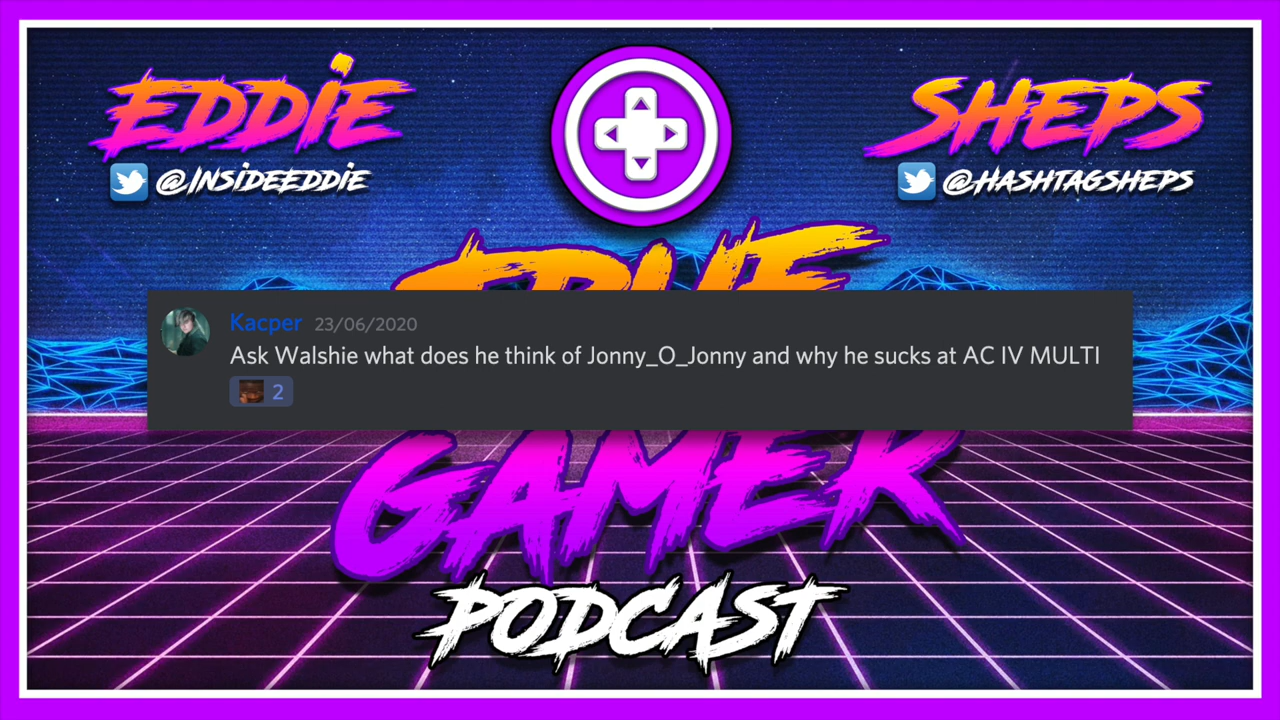 EDDIE
@INSIDEEDDIE
SHEPS
@HASHTAGSHEPS
TRUE
Kacper 23/06/2020
Ask Walshie what does he think of Jonny_O_Jonny and why he sucks at AC IV MULTI
2
GAMER
PODCAST